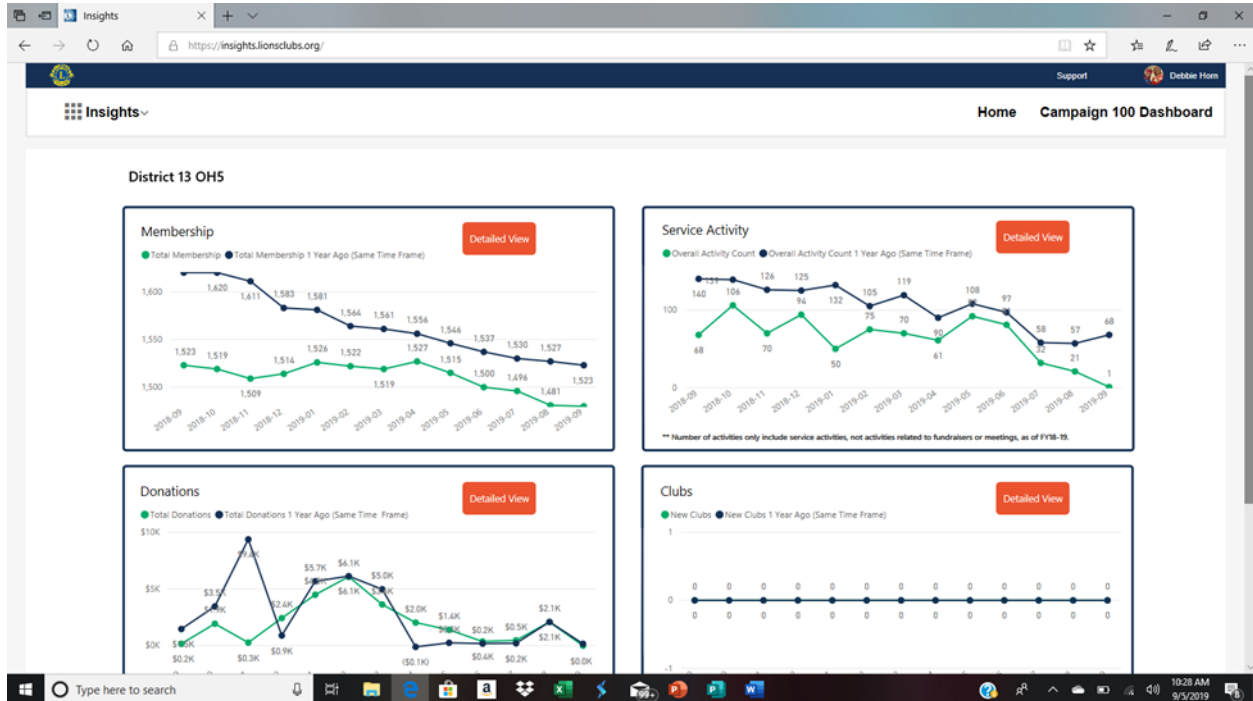 Insights
https://insights.lionsclubs.org/
Support
Debbie Horn
Insights
Home
Campaign 100 Dashboard
District 13 OH5
Membership
Detailed View
Total Membership Total Membership 1 Year Ago (Same Time Frame)
1,600
1,550
1,500
1,620
1,611
1,583
1,581
1,564
1,561
1,556
1,546
1,537
1,530
1,527
1,523
1,523
1,519
1,509
1,514
1,526
1,522
1,519
1,527
1,515
1,500
1,496
1,481
2018-09
2018-10
2018-11
2018-12
2019-01
2019-02
2019-03
2019-04
2019-05
2019-06
2019-07
2019-08
2019-09
Service Activity
Detailed View
Overall Activity Count Overall Activity Count 1 Year Ago (Same Time Frame)
100
0
140
126
125
132
105
119
90
108
97
58
57
68
68
106
70
94
50
75
70
61
32
21
1
2018-09
2018-10
2018-11
2018-12
2019-01
2019-02
2019-03
2019-04
2019-05
2019-06
2019-07
2019-08
2019-09
** Number of activities only include service activities, not activities related to fundraisers or meetings, as of FY18-19.
Donations
Detailed View
Total Donations Total Donations 1 Year Ago (Same Time Frame)
$10K
$5K
$0K
$2.4K
$5.7K
$6.1K
$5.0K
$6.1K
$2.0K
$1.4K
$0.2K
$0.5K
$2.1K
$2.1K
$0.2K
$0.3K
$0.9K
($0.1K)
$0.4K
$0.2K
$0.0K
Clubs
Detailed View
New Clubs New Clubs 1 Year Ago (Same Time Frame)
1
0
-1
0 0 0 0 0 0 0 0 0 0 0 0 0
0 0 0 0 0 0 0 0 0 0 0 0 0
Type here to search
99+
10:28 AM
9/5/2019